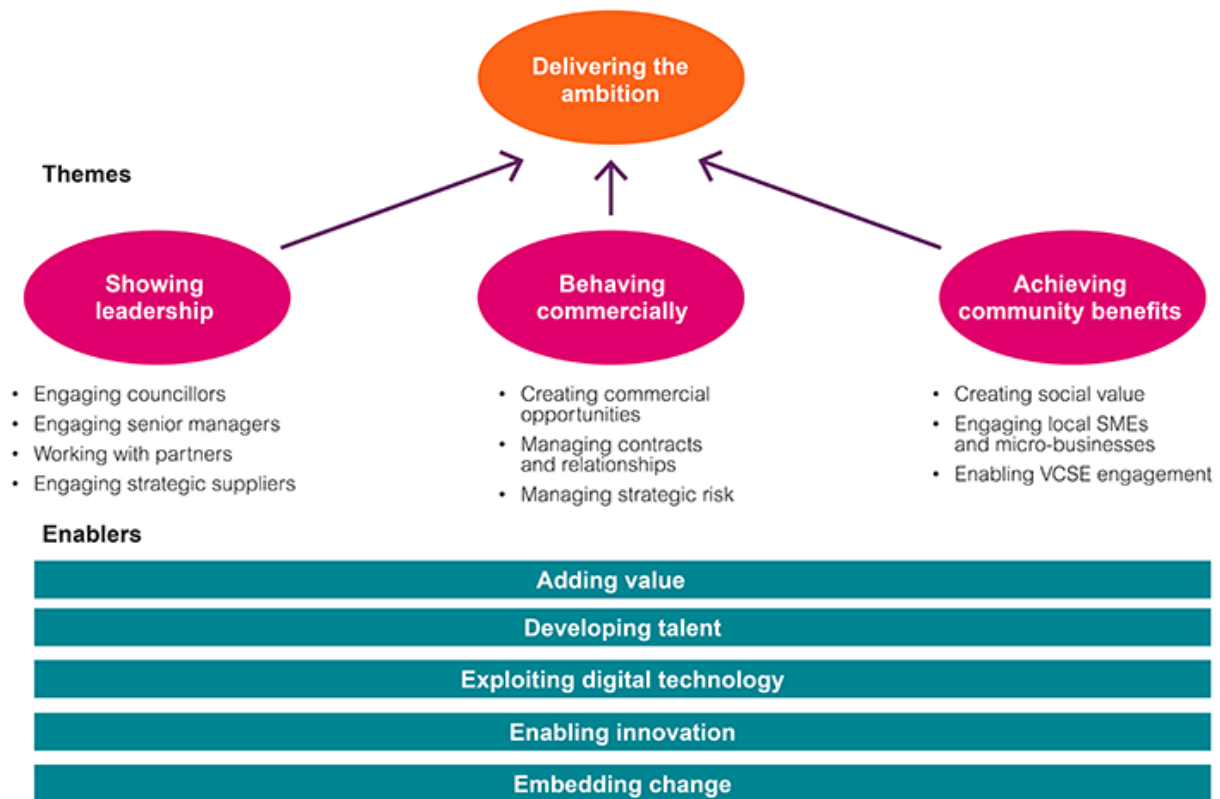 Delivering the
ambition
Themes
Showing
leadership
• Engaging councillors
• Engaging senior managers
• Working with partners
• Engaging strategic suppliers
Behaving
commercially
• Creating commercial
opportunities
• Managing contracts
and relationships
• Managing strategic risk
Achieving
community benefits
• Creating social value
• Engaging local SMEs
and micro-businesses
• Enabling VCSE engagement
Enablers
Adding value
Developing talent
Exploiting digital technology
Enabling innovation
Embedding change